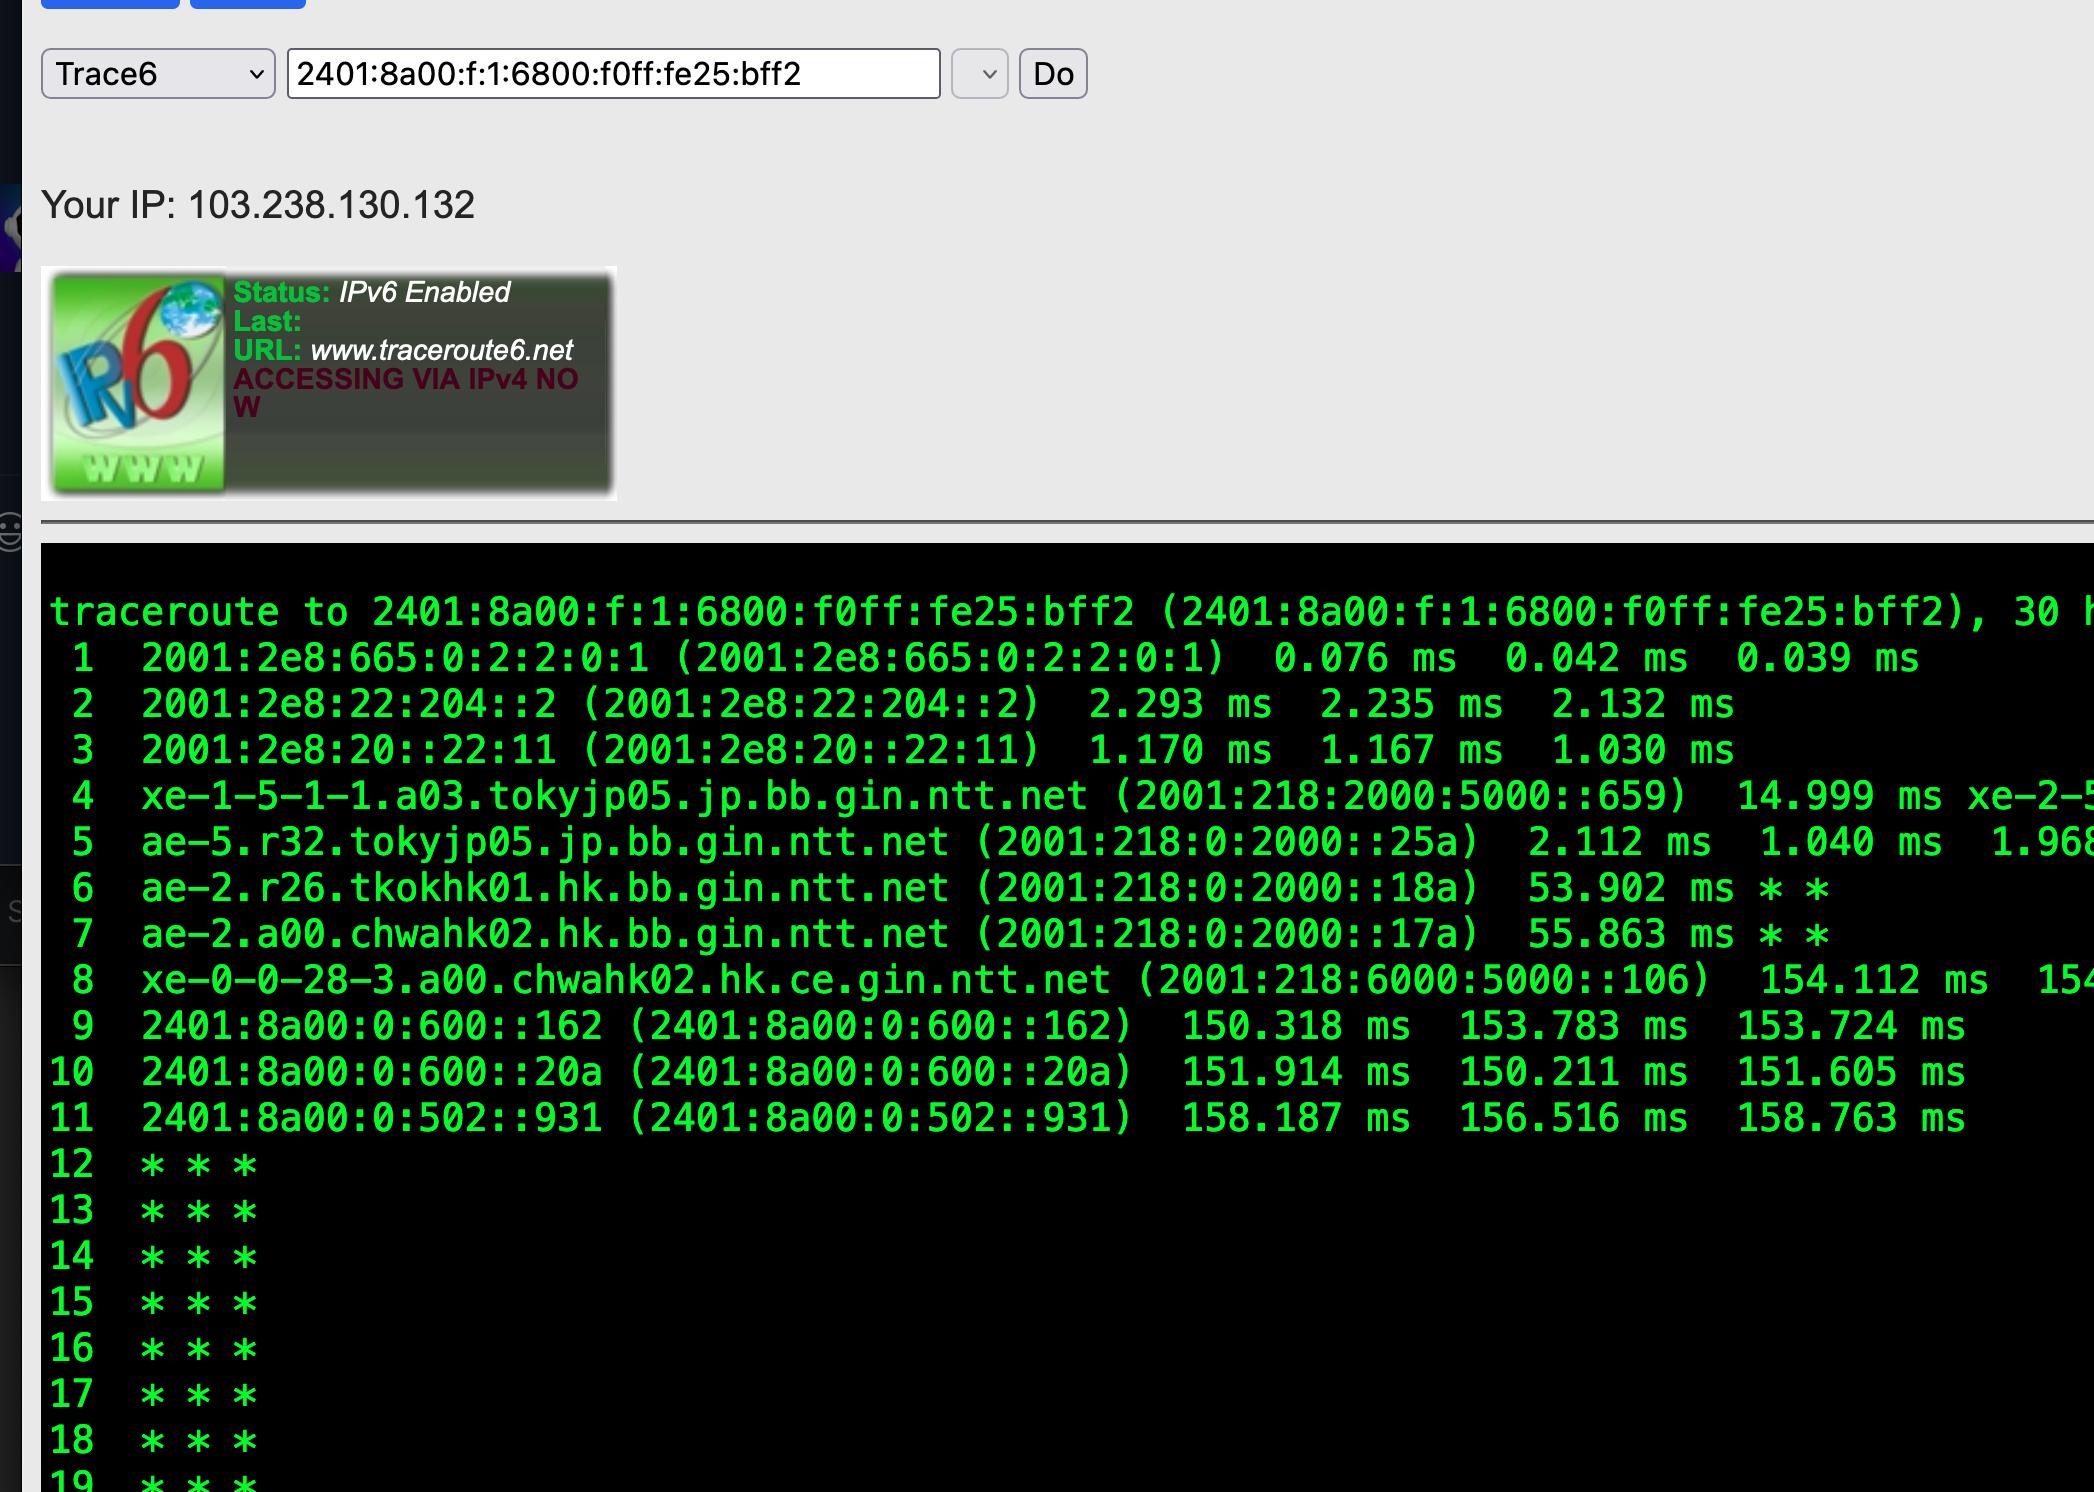 Trace6 2401:8a00:f:1:6800:f0ff:fe25:bff2 Do
Your IP: 103.238.130.132
Status: IPv6 Enabled
Last:
URL: www.traceroute6.net
ACCESSING VIA IPv4 NO
W
IPv6
WWW
traceroute to 2401:8a00:f:1:6800:f0ff:fe25:bff2 (2401:8a00:f:1:6800:f0ff:fe25:bff2), 30 h
1 2001:2e8:665:0:2:2:0:1 (2001:2e8:665:0:2:2:0:1) 0.076 ms 0.042 ms 0.039 ms
2 2001:2e8:22:204::2 (2001:2e8:22:204::2) 2.293 ms 2.235 ms 2.132 ms
3 2001:2e8:20::22:11 (2001:2e8:20::22:11) 1.170 ms 1.167 ms 1.030 ms
4 xe-1-5-1-1.a03.tokyjp05.jp.bb.gin.ntt.net (2001:218:2000:5000::659) 14.999 ms xe-2-5
5 ae-5.r32.tokyjp05.jp.bb.gin.ntt.net (2001:218:0:2000::25a) 2.112 ms 1.040 ms 1.968
6 ae-2.r26.tkokhk01.hk.bb.gin.ntt.net (2001:218:0:2000::18a) 53.902 ms * *
7 ae-2.a00.chwahk02.hk.bb.gin.ntt.net (2001:218:0:2000::17a) 55.863 ms * *
8 xe-0-0-28-3.a00.chwahk02.hk.ce.gin.ntt.net (2001:218:6000:5000::106) 154.112 ms 154
9 2401:8a00:0:600::162 (2401:8a00:0:600::162) 150.318 ms 153.783 ms 153.724 ms
10 2401:8a00:0:600::20a (2401:8a00:0:600::20a) 151.914 ms 150.211 ms 151.605 ms
11 2401:8a00:0:502::931 (2401:8a00:0:502::931) 158.187 ms 156.516 ms 158.763 ms
12 * * *
13 * * *
14 * * *
15 * * *
16 * * *
17 * * *
18 * * *
19 * * *